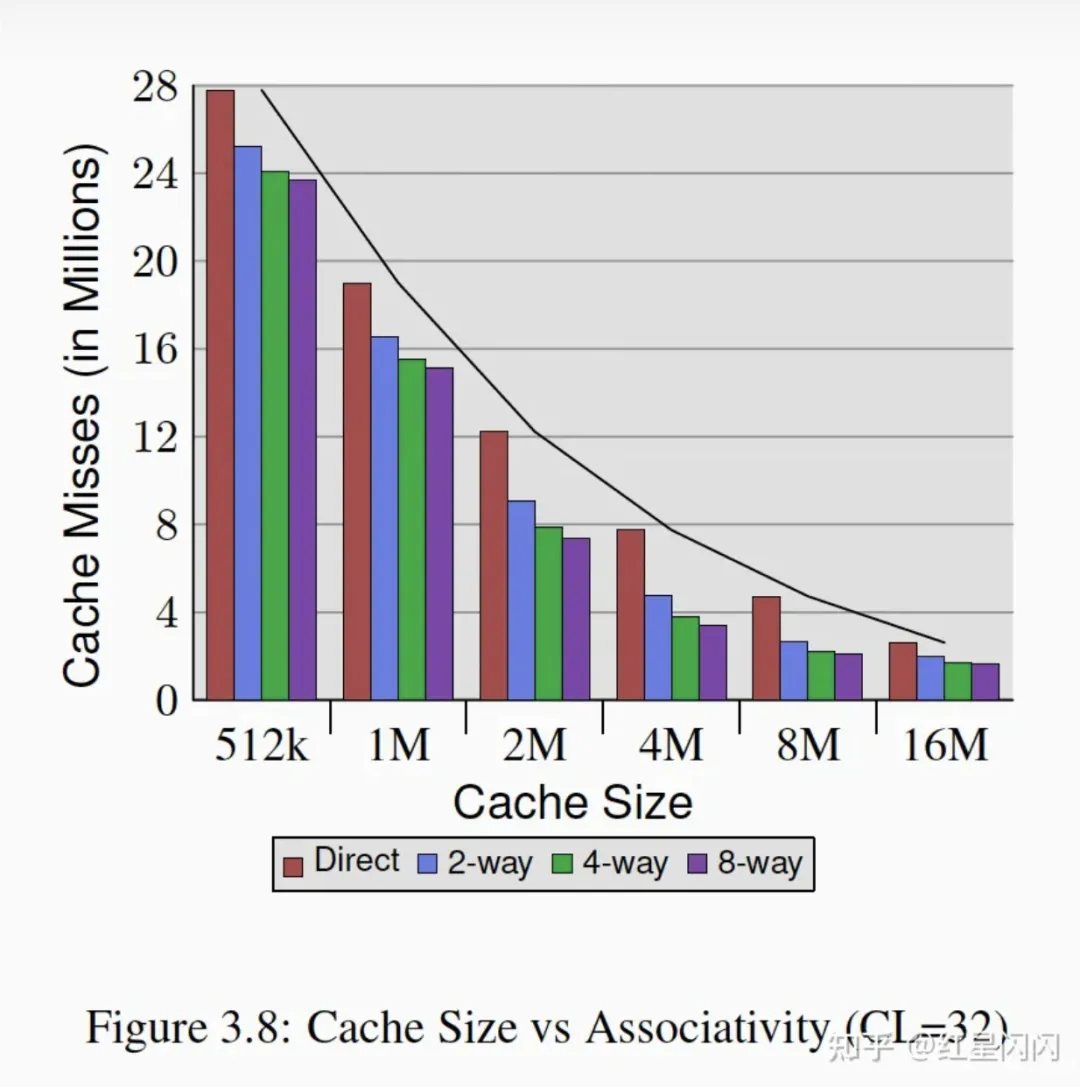 28
24
20
16
12
8
4
0
Cache Misses (in Millions)
512k 1M 2M 4M 8M 16M
Cache Size
Direct 2-way 4-way 8-way
Figure 3.8: Cache Size vs Associativity (CL=32)
知乎 @红星闪闪